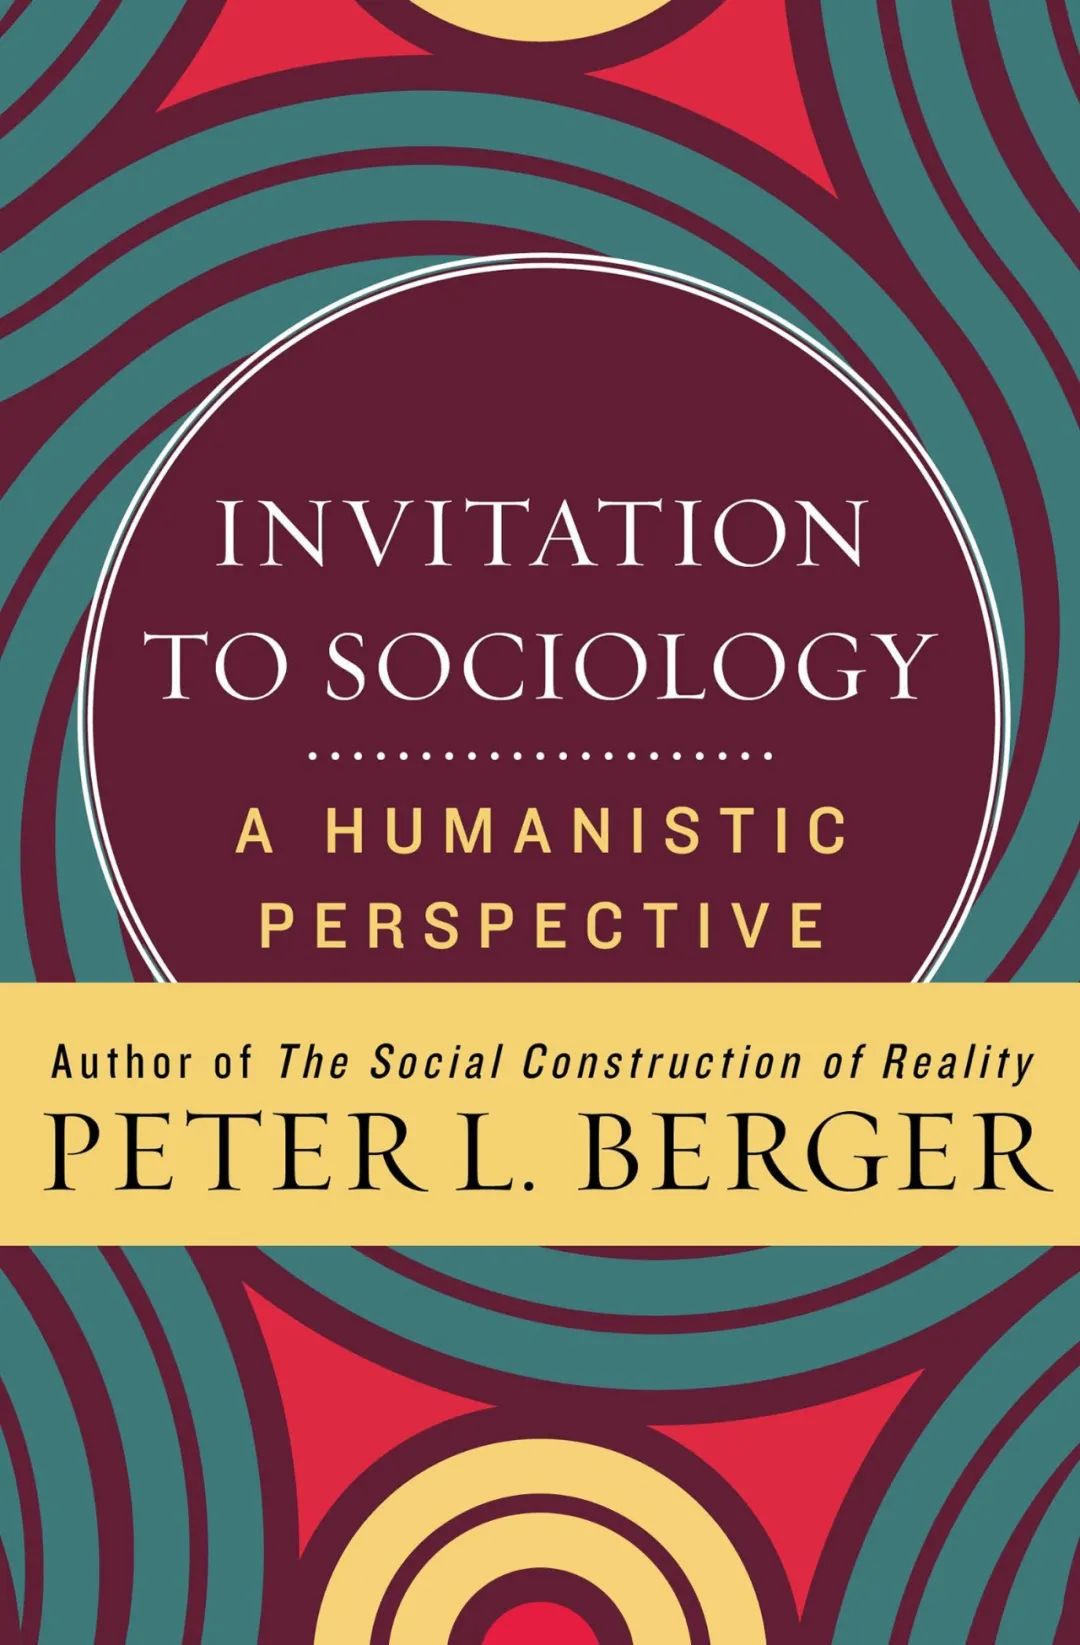 INVITATION
TO SOCIOLOGY
A HUMANISTIC
PERSPECTIVE
Author of The Social Construction of Reality
PETER L. BERGER